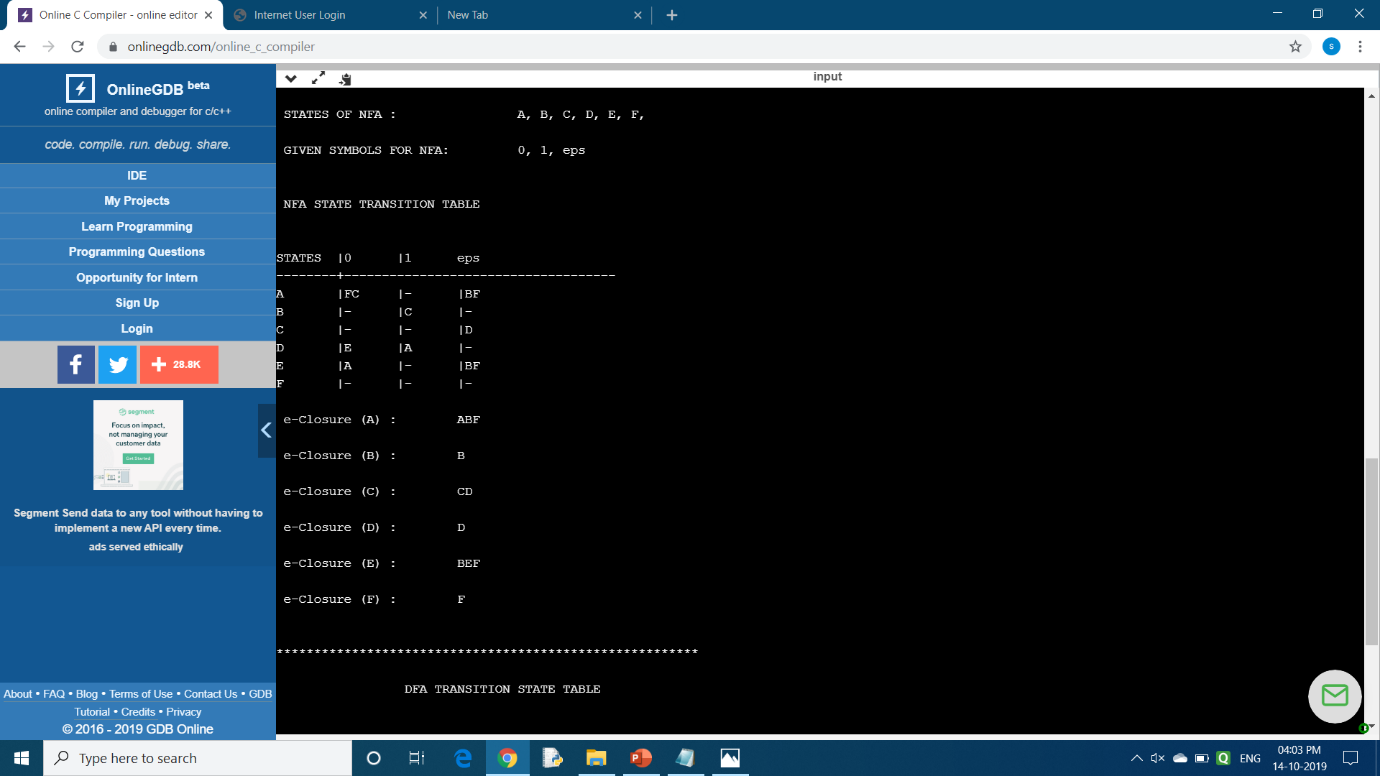 Online C Compiler - online editor
Internet User Login
New Tab
onlinegdb.com/online_c_compiler
s
OnlineGDB beta
online compiler and debugger for c/c++
code. compile. run. debug. share.
IDE
My Projects
Learn Programming
Programming Questions
Opportunity for Intern
Sign Up
Login
28.8K
segment
Focus on impact,
not managing your
customer data
Get Started
Segment Send data to any tool without having to
implement a new API every time.
ads served ethically
About • FAQ • Blog • Terms of Use • Contact Us • GDB
Tutorial • Credits • Privacy
© 2016 - 2019 GDB Online
input
STATES OF NFA : A, B, C, D, E, F,
GIVEN SYMBOLS FOR NFA: 0, 1, eps
NFA STATE TRANSITION TABLE
STATES |0 |1 eps
--------+------------------------------------
A |FC |- |BF
B |- |C |-
C |- |- |D
D |E |A |-
E |A |- |BF
F |- |- |-
e-Closure (A) : ABF
e-Closure (B) : B
e-Closure (C) : CD
e-Closure (D) : D
e-Closure (E) : BEF
e-Closure (F) : F
********************************************************
DFA TRANSITION STATE TABLE
Type here to search
ENG
04:03 PM
14-10-2019